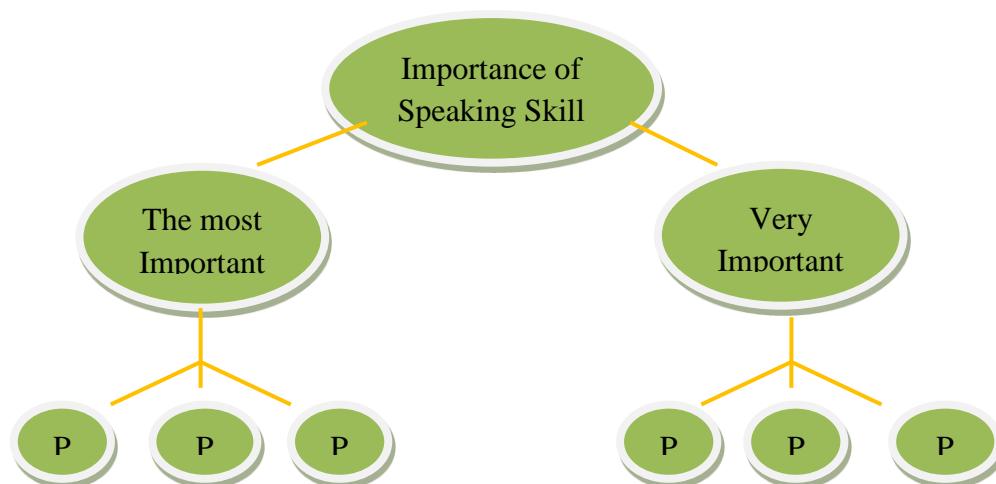 Importance of
Speaking Skill
The most
Important
Very
Important
P
P
P
P
P
P